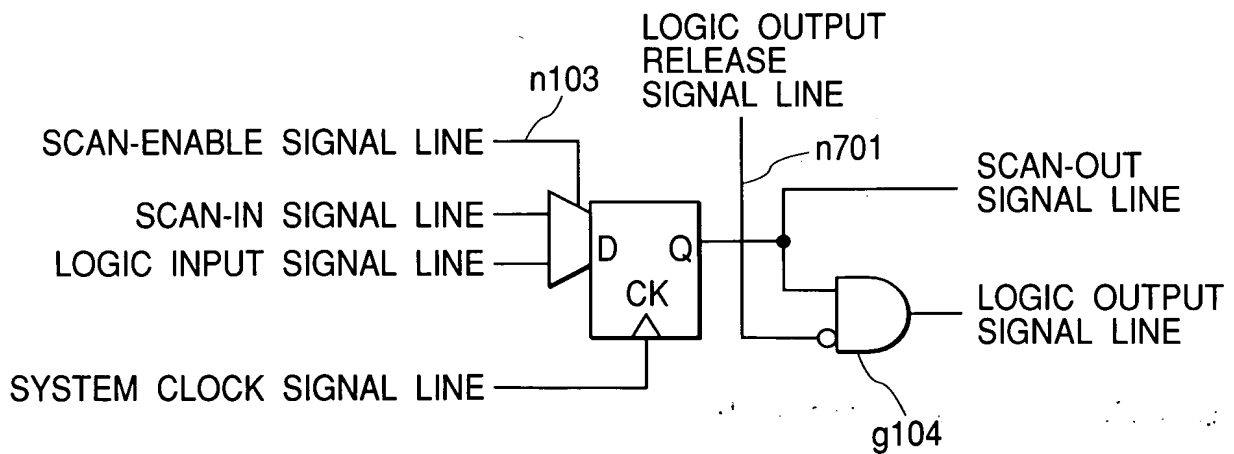 LOGIC OUTPUT
RELEASE
SIGNAL LINE
n103
n701
SCAN-ENABLE SIGNAL LINE
SCAN-IN SIGNAL LINE
LOGIC INPUT SIGNAL LINE
D
Q
CK
SCAN-OUT
SIGNAL LINE
LOGIC OUTPUT
SIGNAL LINE
SYSTEM CLOCK SIGNAL LINE
g104